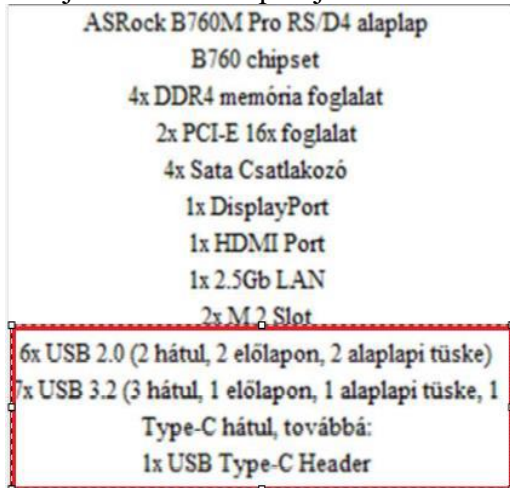 ASRock B760M Pro RS/D4 alaplap
B760 chipset
4x DDR4 memória foglalat
2x PCI-E 16x foglalat
4x Sata Csatlakozó
1x DisplayPort
1x HDMI Port
1x 2.5Gb LAN
2x M.2 Slot
6x USB 2.0 (2 hátul, 2 előlapon, 2 alaplapi tüske)
7x USB 3.2 (3 hátul, 1 előlapon, 1 alaplapi tüske, 1
Type-C hátul, továbbá:
1x USB Type-C Header